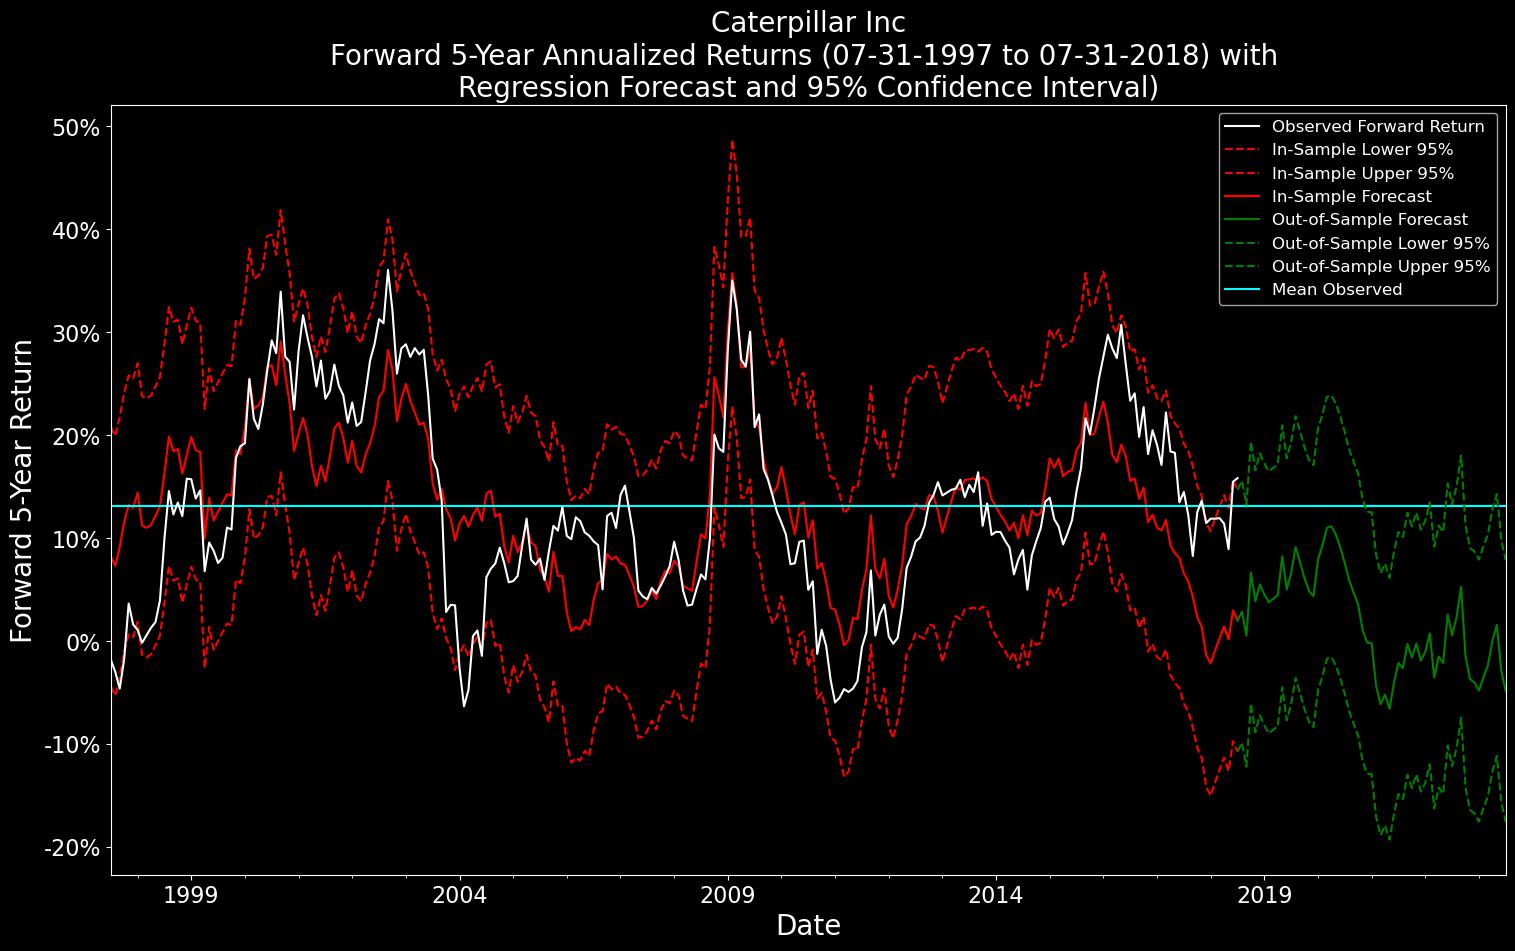 Caterpillar Inc
Forward 5-Year Annualized Returns (07-31-1997 to 07-31-2018) with
Regression Forecast and 95% Confidence Interval)
Observed Forward Return
In-Sample Lower 95%
In-Sample Upper 95%
In-Sample Forecast
Out-of-Sample Forecast
Out-of-Sample Lower 95%
Out-of-Sample Upper 95%
Mean Observed
Forward 5-Year Return
50%
40%
30%
20%
10%
0%
-10%
-20%
1999
2004
2009
2014
2019
Date